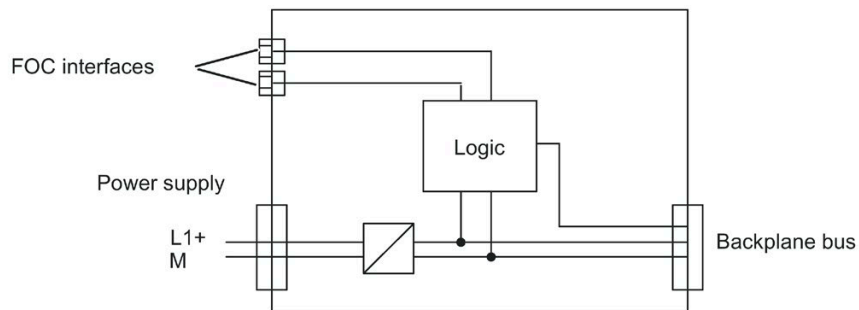 FOC interfaces
Logic
Power supply
L1+
M
Backplane bus